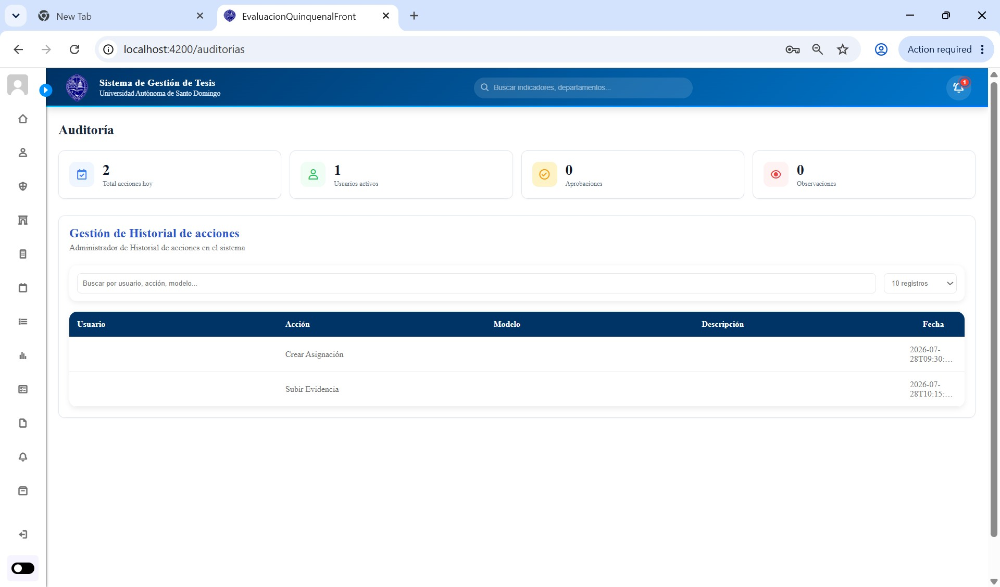 New Tab
EvaluacionQuinquenalFront
localhost:4200/auditorias
Action required
Sistema de Gestión de Tesis
Universidad Autónoma de Santo Domingo
Buscar indicadores, departamentos...
1
Auditoría
2
Total acciones hoy
1
Usuarios activos
0
Aprobaciones
0
Observaciones
Gestión de Historial de acciones
Administrador de Historial de acciones en el sistema
Buscar por usuario, acción, modelo...
10 registros
Usuario Acción Modelo Descripción Fecha
Crear Asignación
2026-07-
28T09:30:...
Subir Evidencia
2026-07-
28T10:15:...